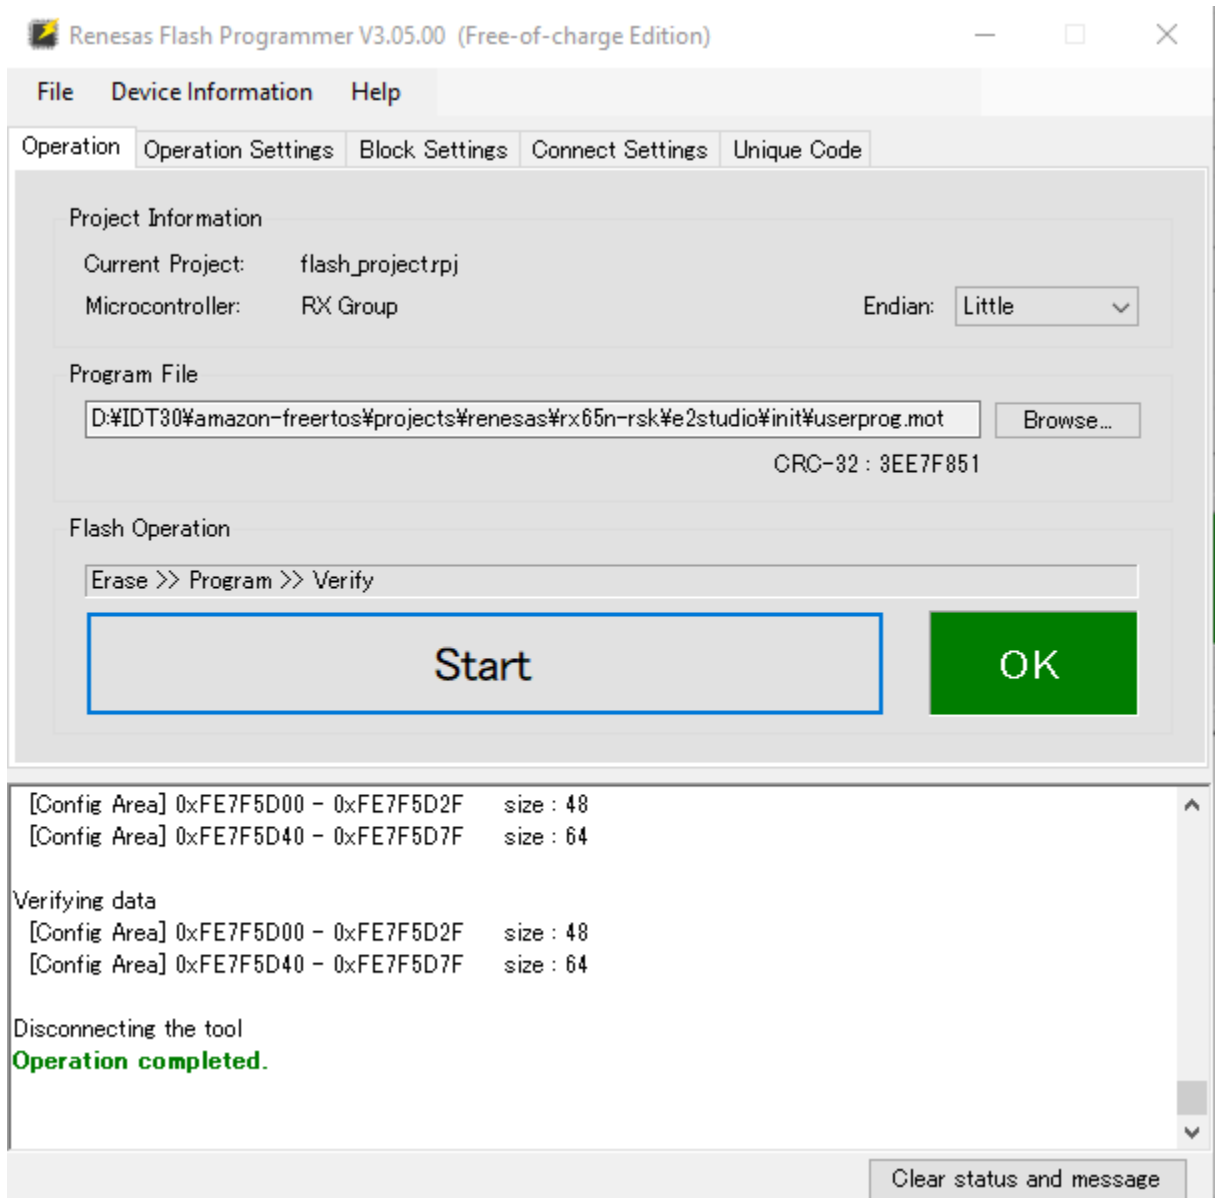 Renesas Flash Programmer V3.05.00 (Free-of-charge Edition)
File Device Information Help
Operation Operation Settings Block Settings Connect Settings Unique Code
Project Information
Current Project: flash_project.rpj
Microcontroller: RX Group Endian: Little
Program File
D:¥IDT30¥amazon-freertos¥projects¥renesas¥rx65n-rsk¥e2studio¥init¥userprog.mot Browse...
CRC-32 : 3EE7F851
Flash Operation
Erase >> Program >> Verify
Start OK
[Config Area] 0xFE7F5D00 - 0xFE7F5D2F size : 48
[Config Area] 0xFE7F5D40 - 0xFE7F5D7F size : 64
Verifying data
[Config Area] 0xFE7F5D00 - 0xFE7F5D2F size : 48
[Config Area] 0xFE7F5D40 - 0xFE7F5D7F size : 64
Disconnecting the tool
Operation completed.
Clear status and message